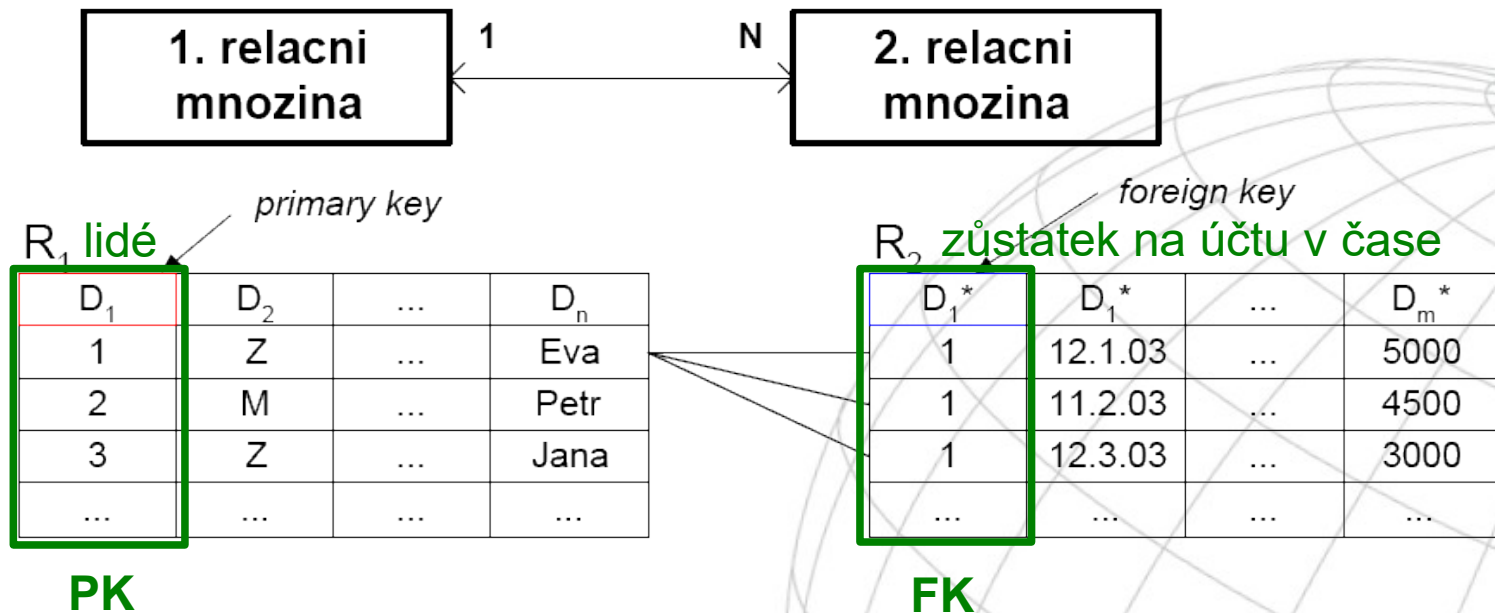 1. relacni
mnozina
1
N
2. relacni
mnozina
primary key
foreign key
R₁ lidé
R₂ zůstatek na účtu v čase
D₁ D₂ ... Dₙ
1 Z ... Eva
2 M ... Petr
3 Z ... Jana
... ... ... ...
D₁* D₁* ... Dₘ*
1 12.1.03 ... 5000
1 11.2.03 ... 4500
1 12.3.03 ... 3000
... ... ... ...
PK
FK